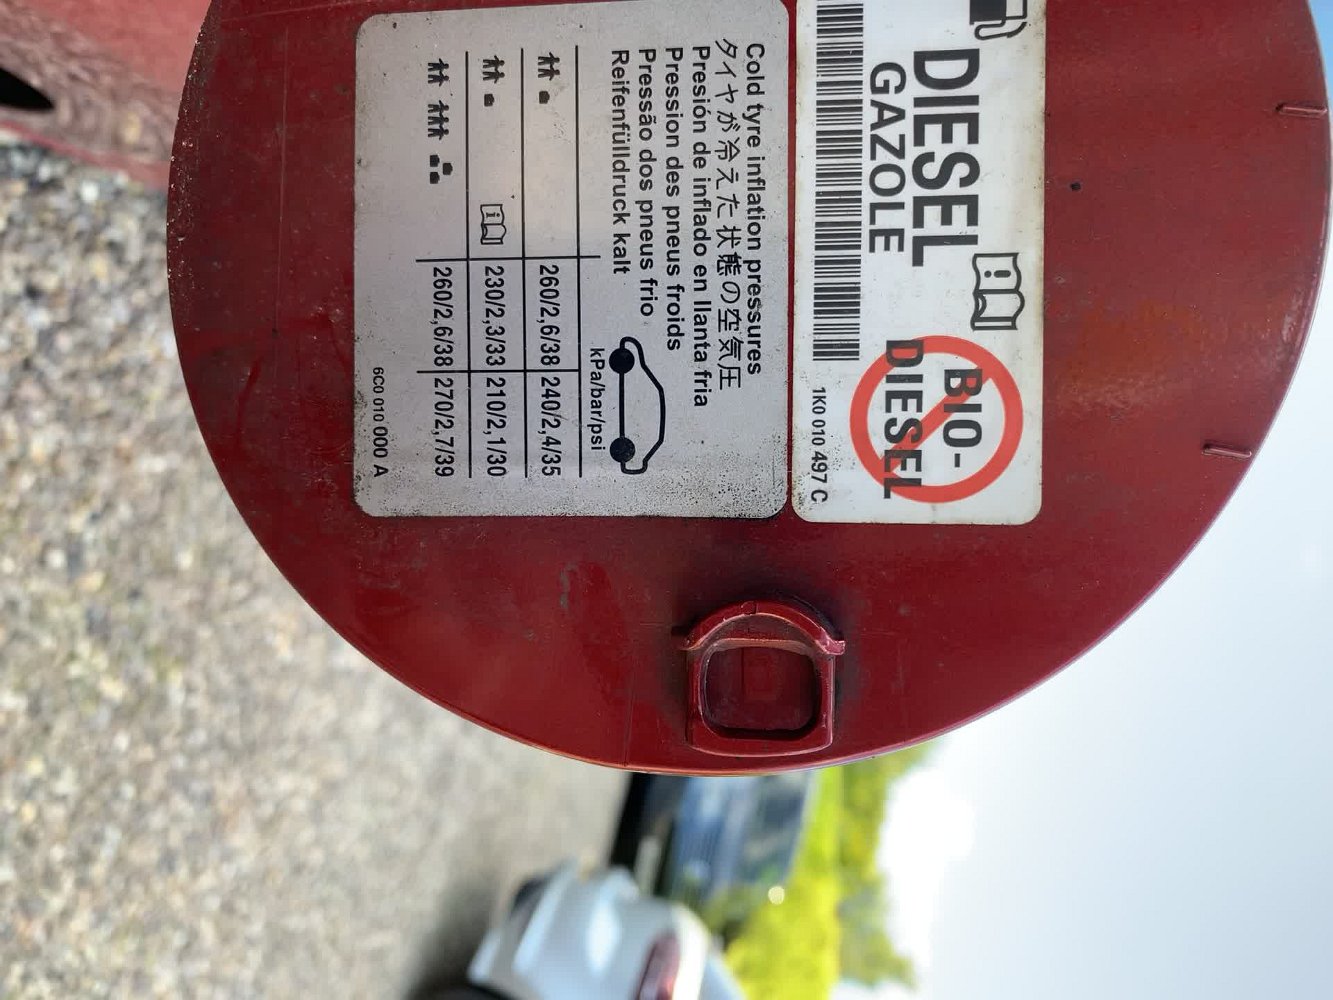 DIESEL
GAZOLE
BIO-
DIESEL
1K0 010 497 C
Cold tyre inflation pressures
タイヤが冷えた状態の空気圧
Presión de inflado en llanta fria
Pression des pneus froids
Pressão dos pneus frio
Reifenfülldruck kalt
kPa/bar/psi
260/2,6/38 240/2,4/35
230/2,3/33 210/2,1/30
260/2,6/38 270/2,7/39
6C0 010 000 A